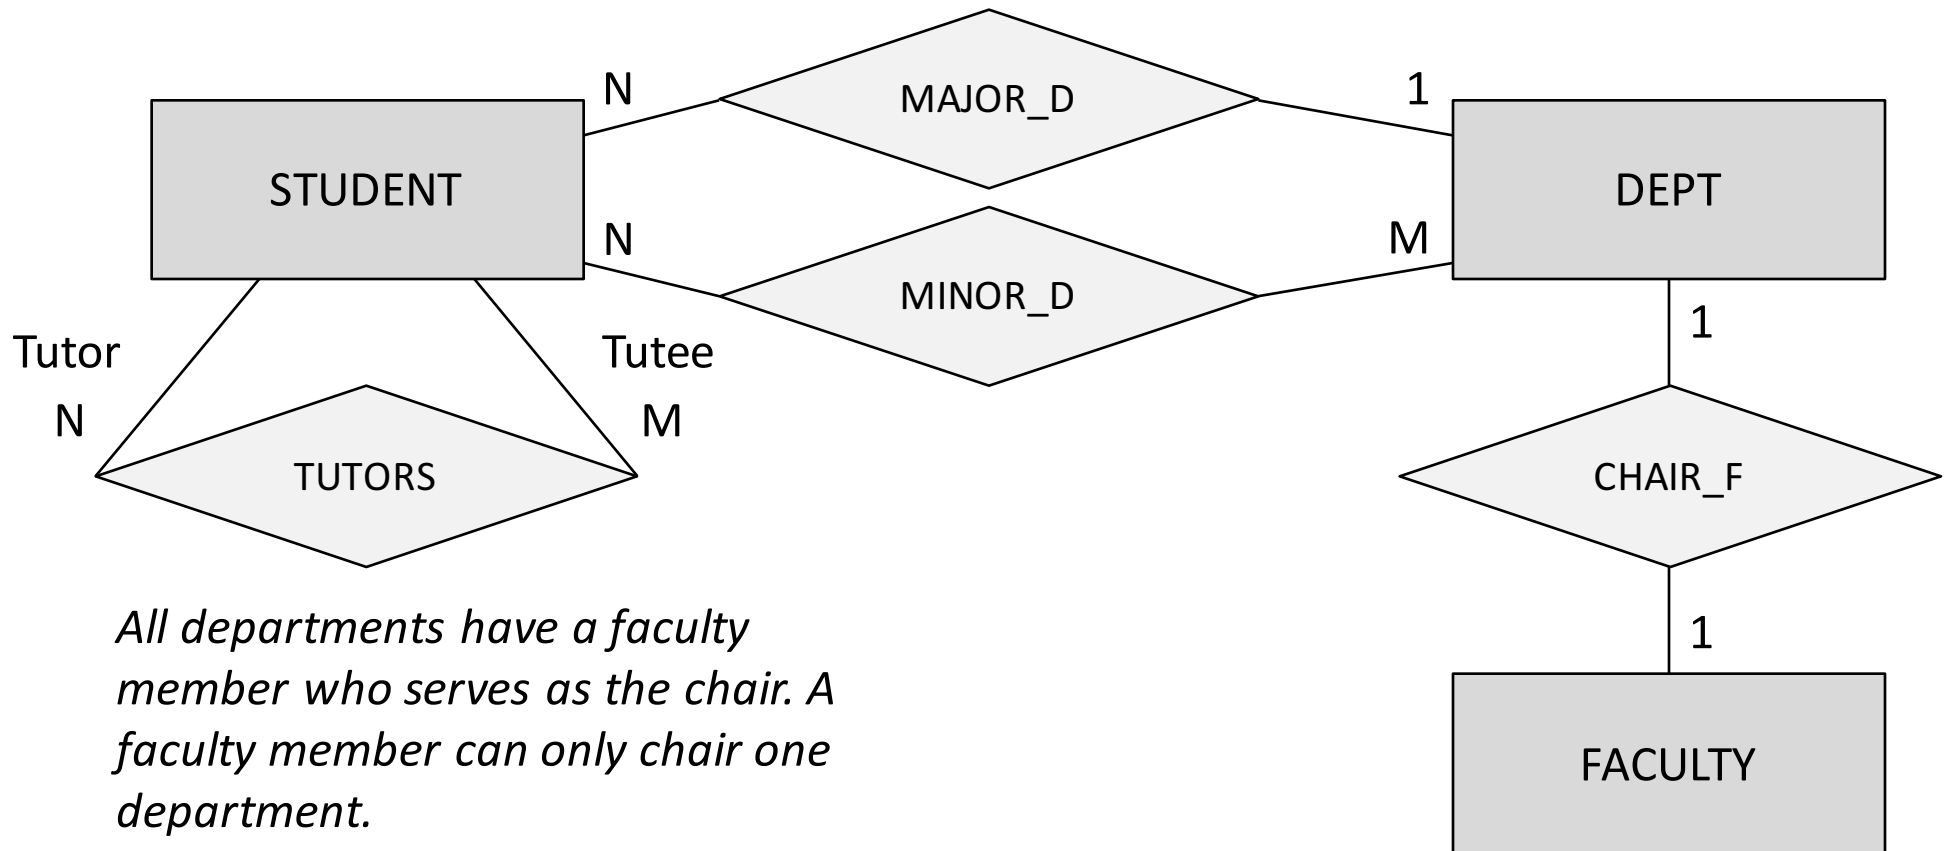 N
MAJOR_D
1
STUDENT
DEPT
N
MINOR_D
M
Tutor
Tutee
1
N
M
TUTORS
CHAIR_F
All departments have a faculty
member who serves as the chair. A
faculty member can only chair one
department.
1
FACULTY